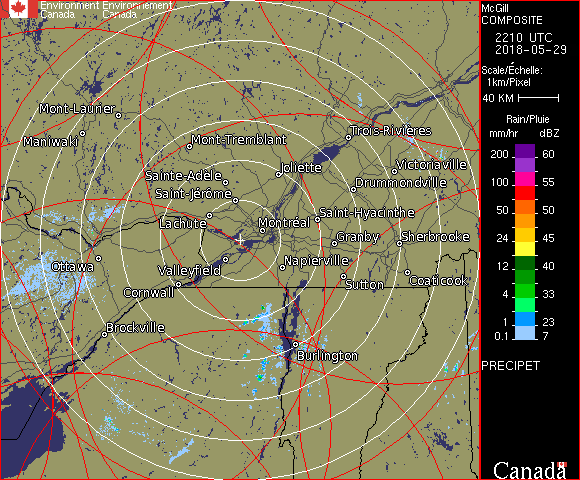 Environment Environnement
Canada Canada
McGill
COMPOSITE
2210 UTC
2018-05-29
Scale/Échelle:
1km/Pixel
40 KM
Rain/Pluie
mm/hr dBZ
200 60
55
100 55
50 50
24 45
12 40
4 33
1 23
0.1 7
PRECIPET
Canada
Mont-Laurier
Maniwaki
Mont-Tremblant
Trois-Rivières
Sainte-Adèle
Joliette
Victoriaville
Saint-Jérôme
Drummondville
Lachute
Montréal
Saint-Hyacinthe
Granby
Sherbrooke
Ottawa
Valleyfield
Napierville
Cornwall
Sutton
Coaticook
Brockville
Burlington